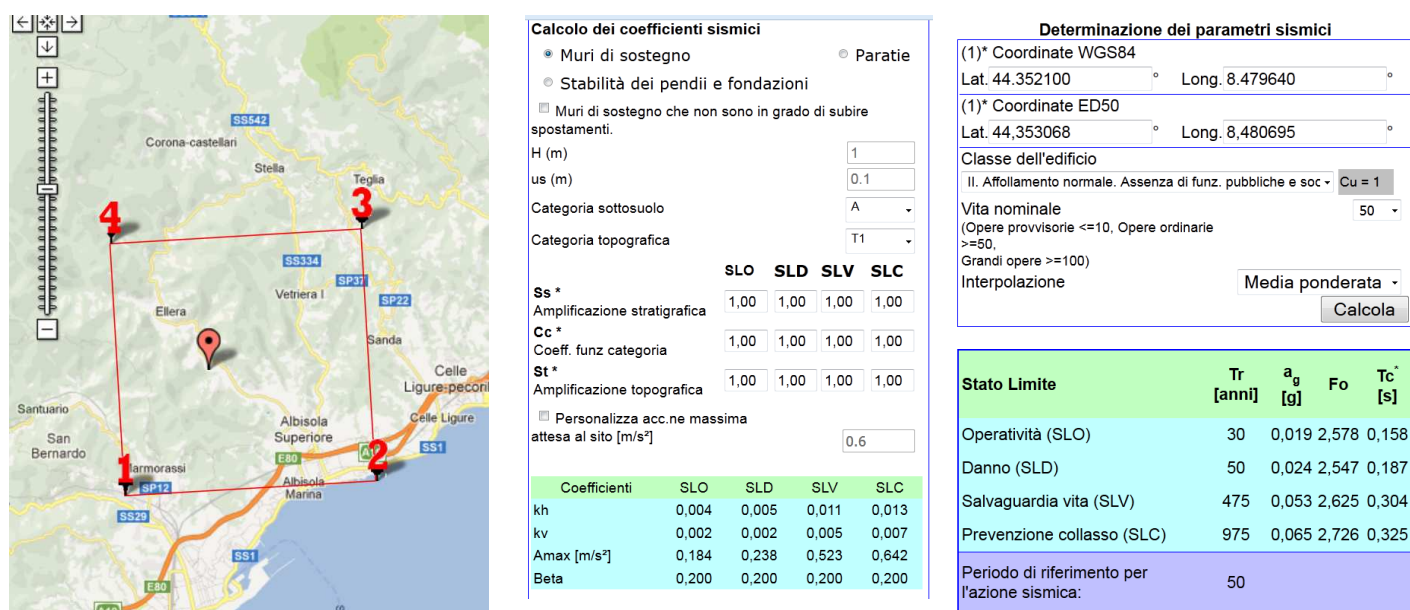 SS542
Corona-castellari
Stella
Teglia
4
3
SS334
SP37
Vetriera I
SP22
Ellera
Sanda
Celle
Ligure-peconi
Santuario
Albisola
Superiore
Celle Ligure
San
Bernardo
E80
A10
2
SS1
1
Marmorassi
SP12
Albisola
Marina
SS29
SS1
E80
Calcolo dei coefficienti sismici
Muri di sostegno Paratie
Stabilità dei pendii e fondazioni
Muri di sostegno che non sono in grado di subire
spostamenti.
H (m) 1
us (m) 0.1
Categoria sottosuolo A
Categoria topografica T1
SLO SLD SLV SLC
Ss *
Amplificazione stratigrafica 1,00 1,00 1,00 1,00
Cc *
Coeff. funz categoria 1,00 1,00 1,00 1,00
St *
Amplificazione topografica 1,00 1,00 1,00 1,00
Personalizza acc.ne massima
attesa al sito [m/s²] 0.6
Coefficienti SLO SLD SLV SLC
kh 0,004 0,005 0,011 0,013
kv 0,002 0,002 0,005 0,007
Amax [m/s²] 0,184 0,238 0,523 0,642
Beta 0,200 0,200 0,200 0,200
Determinazione dei parametri sismici
(1)* Coordinate WGS84
Lat. 44.352100 ° Long. 8.479640 °
(1)* Coordinate ED50
Lat. 44,353068 ° Long. 8,480695 °
Classe dell'edificio
II. Affollamento normale. Assenza di funz. pubbliche e soc Cu = 1
Vita nominale 50
(Opere provvisorie <=10, Opere ordinarie
>=50,
Grandi opere >=100)
Interpolazione Media ponderata
Calcola
Stato Limite Tr [anni] ag [g] Fo Tc* [s]
Operatività (SLO) 30 0,019 2,578 0,158
Danno (SLD) 50 0,024 2,547 0,187
Salvaguardia vita (SLV) 475 0,053 2,625 0,304
Prevenzione collasso (SLC) 975 0,065 2,726 0,325
Periodo di riferimento per
l'azione sismica: 50